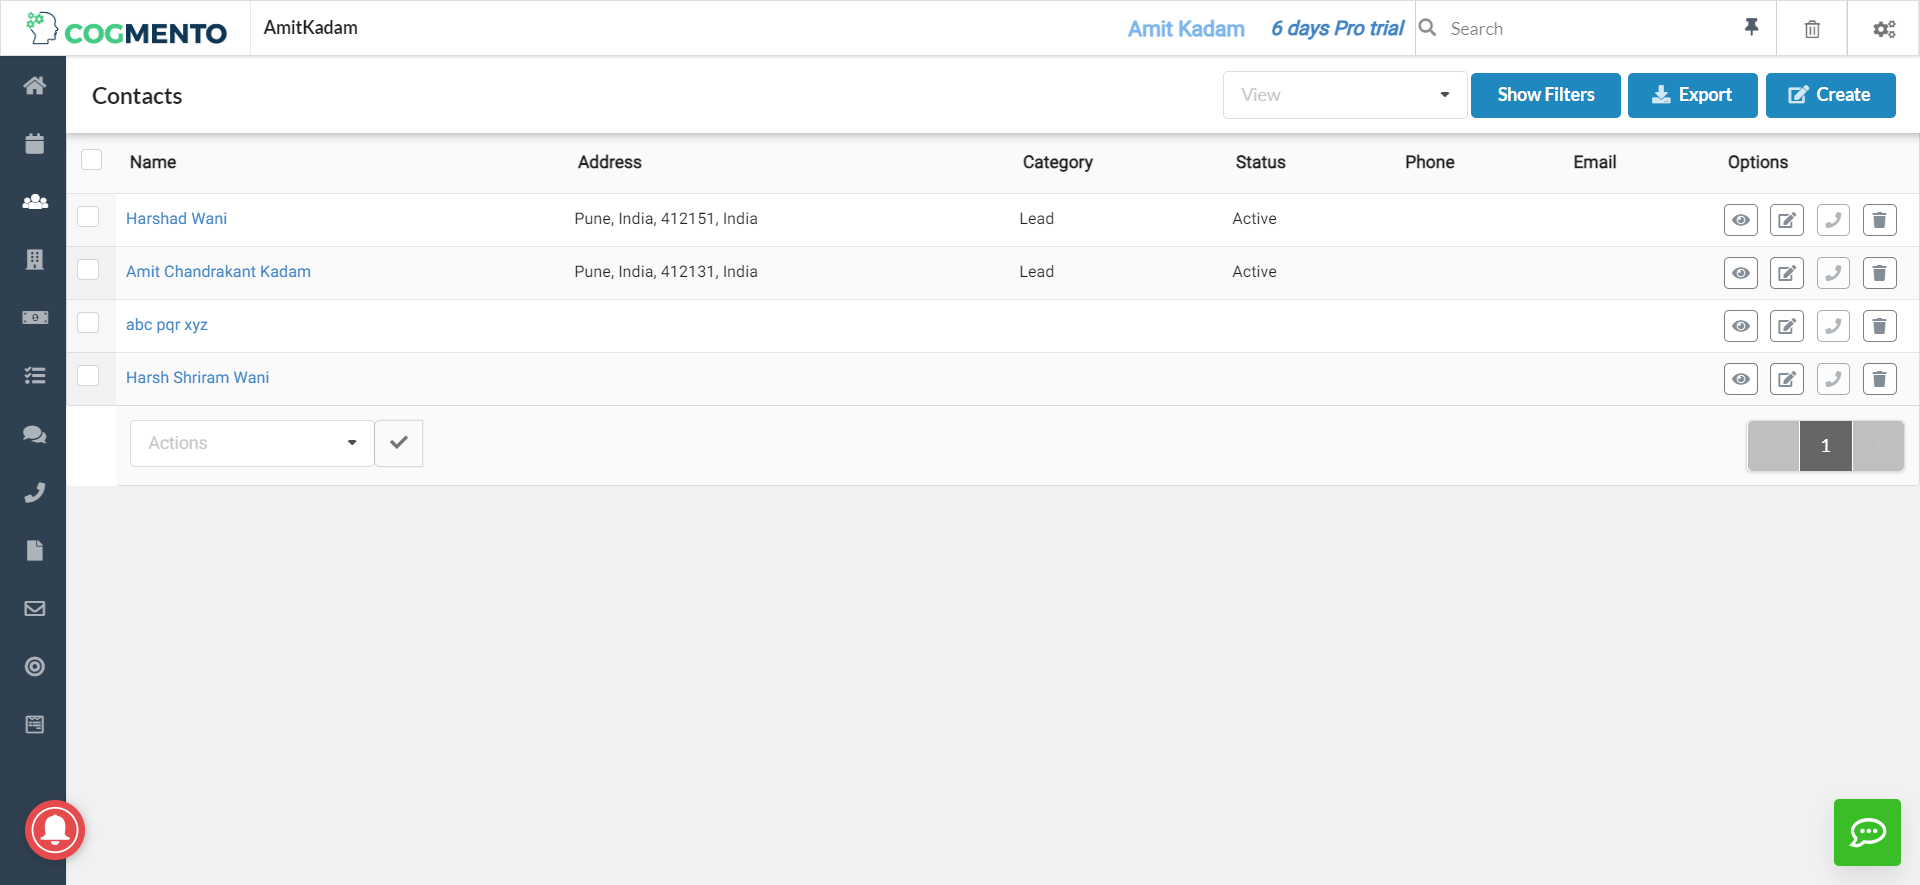 COGMENTO
AmitKadam
Amit Kadam
6 days Pro trial
Search
Contacts
View
Show Filters
Export
Create
Name Address Category Status Phone Email Options
Harshad Wani Pune, India, 412151, India Lead Active
Amit Chandrakant Kadam Pune, India, 412131, India Lead Active
abc pqr xyz
Harsh Shriram Wani
Actions
1